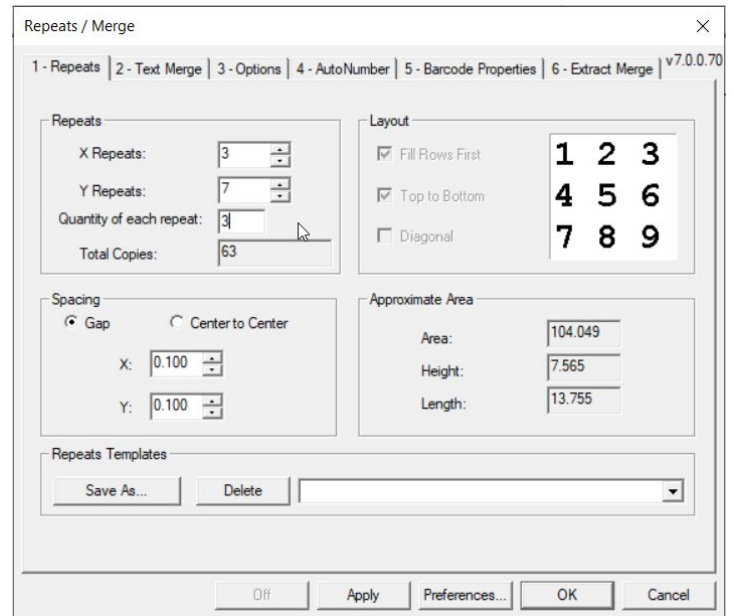 Repeats / Merge
1 - Repeats 2 - Text Merge 3 - Options 4 - AutoNumber 5 - Barcode Properties 6 - Extract Merge v7.0.0.70
Repeats
X Repeats: 3
Y Repeats: 7
Quantity of each repeat: 3
Total Copies: 63
Layout
Fill Rows First
Top to Bottom
Diagonal
1 2 3
4 5 6
7 8 9
Spacing
Gap Center to Center
X: 0.100
Y: 0.100
Approximate Area
Area: 104.049
Height: 7.565
Length: 13.755
Repeats Templates
Save As... Delete
Off Apply Preferences... OK Cancel